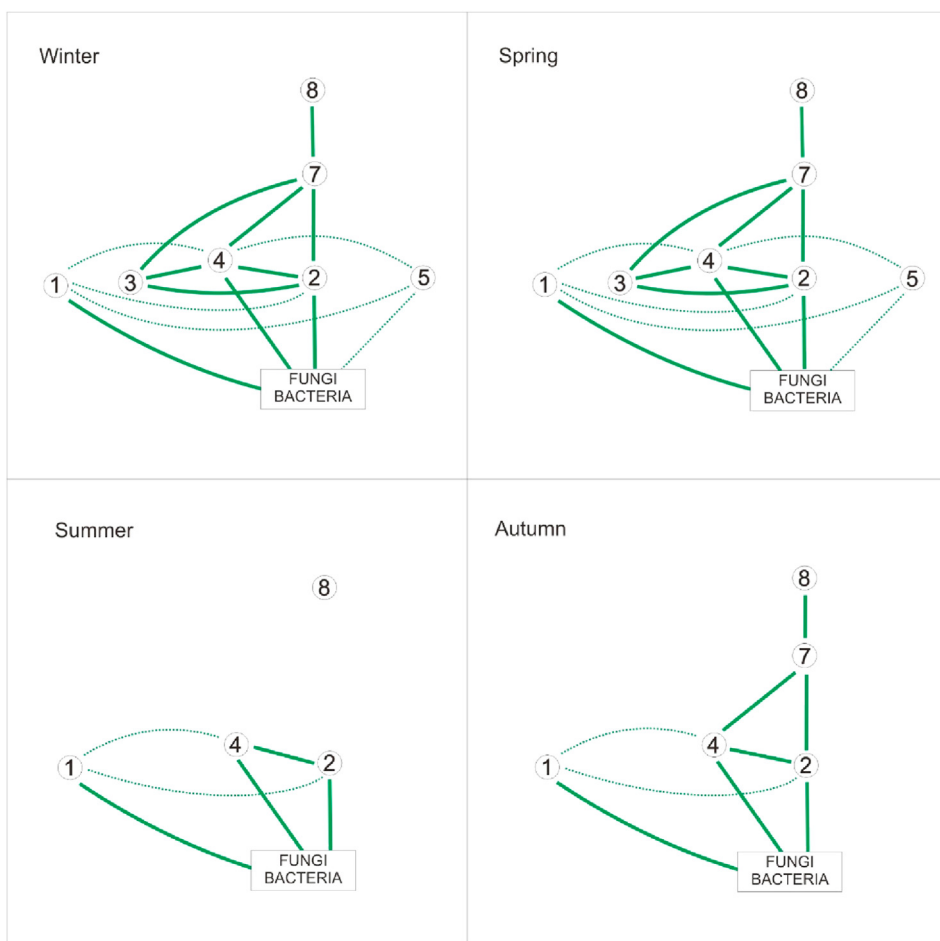 Winter
8
7
4
3
2
5
1
FUNGI
BACTERIA
Spring
8
7
4
3
2
5
1
FUNGI
BACTERIA
Summer
8
4
2
1
FUNGI
BACTERIA
Autumn
8
7
4
2
1
FUNGI
BACTERIA